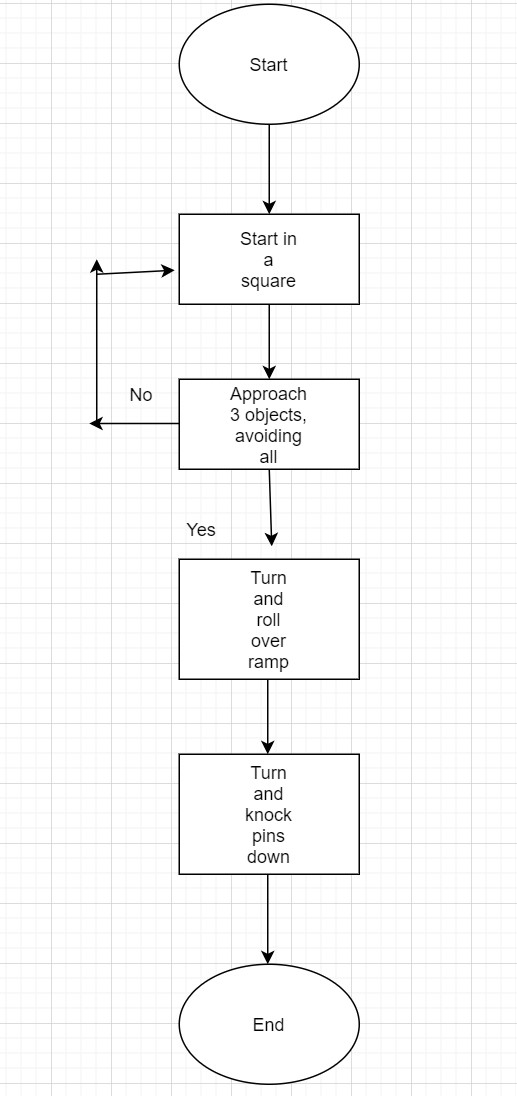 Start
Start in
a
square
No
Approach
3 objects,
avoiding
all
Yes
Turn
and
roll
over
ramp
Turn
and
knock
pins
down
End